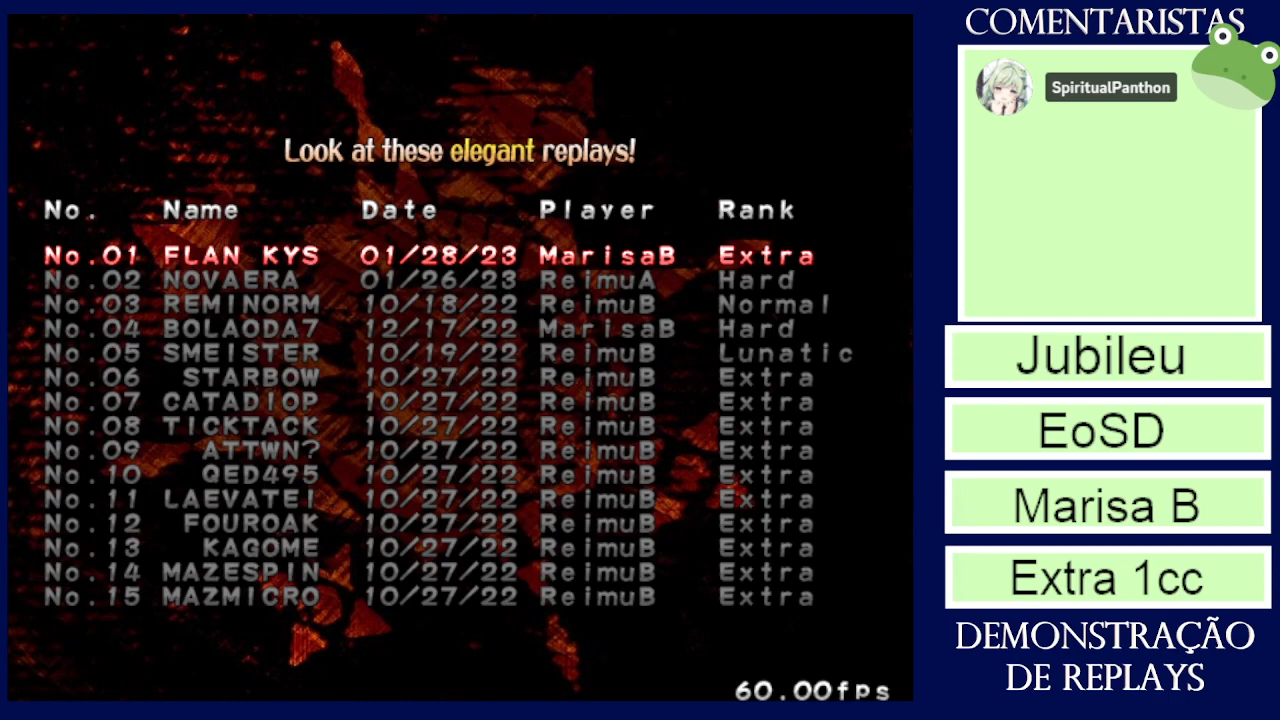 Look at these elegant replays!
No. Name Date Player Rank
No.01 FLAN KYS 01/28/23 MarisaB Extra
No.02 NOVAERA 01/26/23 ReimuA Hard
No.03 REMINORM 10/18/22 ReimuB Normal
No.04 BOLAODA7 12/17/22 MarisaB Hard
No.05 SMEISTER 10/19/22 ReimuB Lunatic
No.06 STARBOW 10/27/22 ReimuB Extra
No.07 CATADIOP 10/27/22 ReimuB Extra
No.08 TICKTACK 10/27/22 ReimuB Extra
No.09 ATTWN? 10/27/22 ReimuB Extra
No.10 QED495 10/27/22 ReimuB Extra
No.11 LAEVATE! 10/27/22 ReimuB Extra
No.12 FOUROAK 10/27/22 ReimuB Extra
No.13 KAGOME 10/27/22 ReimuB Extra
No.14 MAZESPIN 10/27/22 ReimuB Extra
No.15 MAZMICRO 10/27/22 ReimuB Extra
60.00fps
COMENTARISTAS
SpiritualPanthon
Jubileu
EoSD
Marisa B
Extra 1cc
DEMONSTRAÇÃO
DE REPLAYS